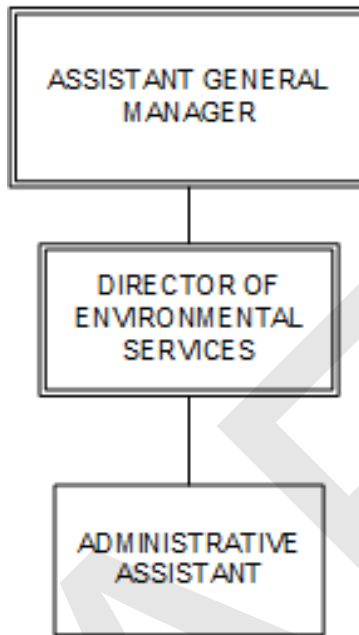 ASSISTANT GENERAL
MANAGER
DIRECTOR OF
ENVIRONMENTAL
SERVICES
ADMINISTRATIVE
ASSISTANT